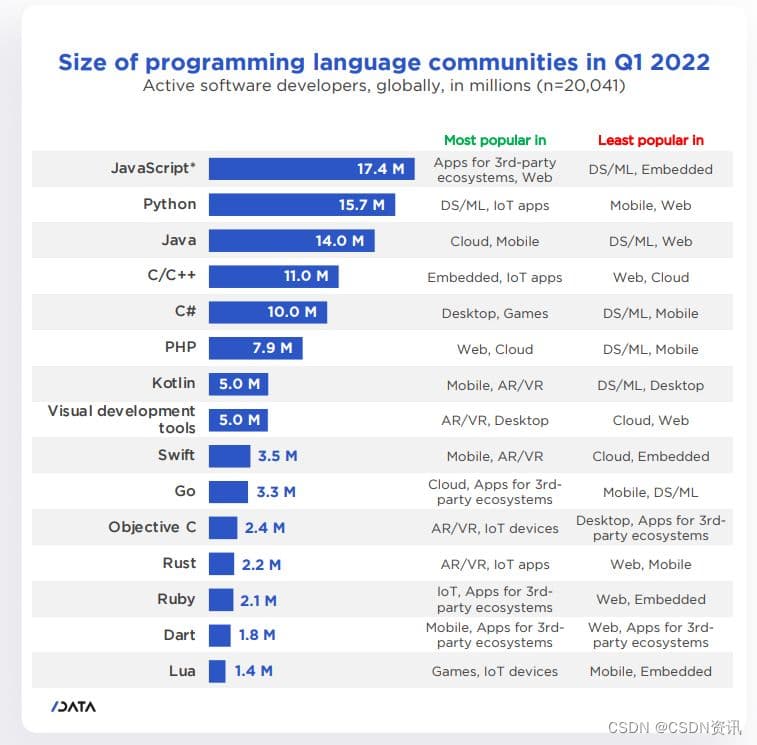 Size of programming language communities in Q1 2022
Active software developers, globally, in millions (n=20,041)
Most popular in Least popular in
JavaScript* 17.4 M Apps for 3rd-party ecosystems, Web DS/ML, Embedded
Python 15.7 M DS/ML, IoT apps Mobile, Web
Java 14.0 M Cloud, Mobile DS/ML, Web
C/C++ 11.0 M Embedded, IoT apps Web, Cloud
C# 10.0 M Desktop, Games DS/ML, Mobile
PHP 7.9 M Web, Cloud DS/ML, Mobile
Kotlin 5.0 M Mobile, AR/VR DS/ML, Desktop
Visual development tools 5.0 M AR/VR, Desktop Cloud, Web
Swift 3.5 M Mobile, AR/VR Cloud, Embedded
Go 3.3 M Cloud, Apps for 3rd-party ecosystems Mobile, DS/ML
Objective C 2.4 M AR/VR, IoT devices Desktop, Apps for 3rd-party ecosystems
Rust 2.2 M AR/VR, IoT apps Web, Mobile
Ruby 2.1 M IoT, Apps for 3rd-party ecosystems Web, Embedded
Dart 1.8 M Mobile, Apps for 3rd-party ecosystems Web, Apps for 3rd-party ecosystems
Lua 1.4 M Games, IoT devices Mobile, Embedded
/DATA
CSDN @CSDN资讯